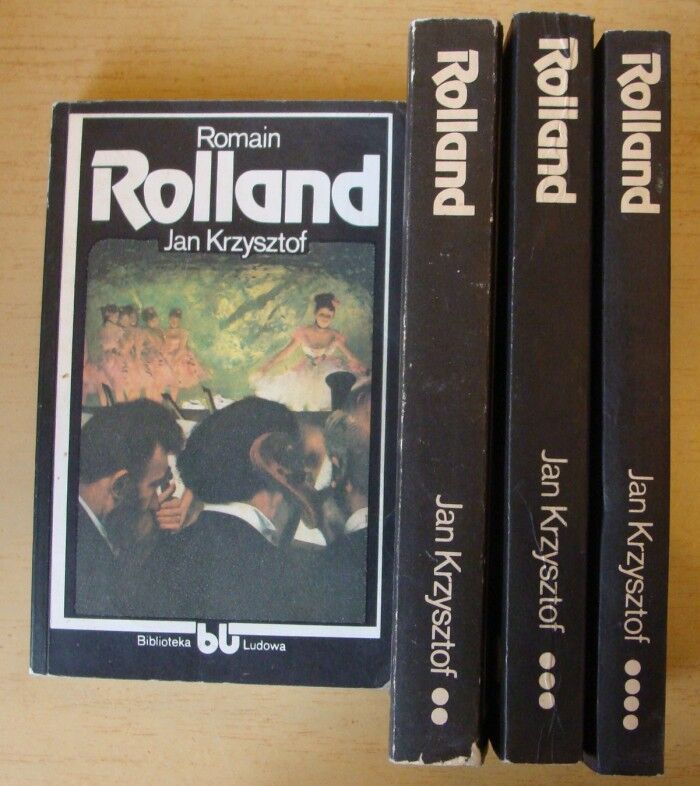 Romain
Rolland
Jan Krzysztof
Biblioteka bl Ludowa
Rolland
Jan Krzysztof ●●
Rolland
Jan Krzysztof ●●●
Rolland
Jan Krzysztof ●●●●